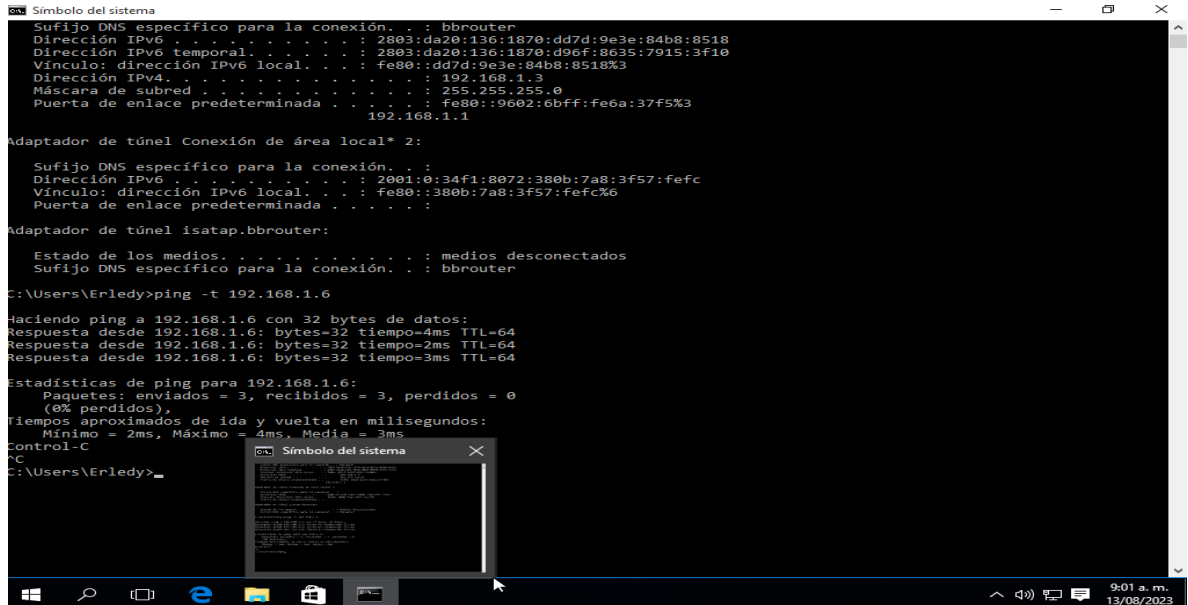 Símbolo del sistema
Sufijo DNS específico para la conexión. . : bbrouter
Dirección IPv6 . . . . . . . . . . : 2803:da20:136:1870:dd7d:9e3e:84b8:8518
Dirección IPv6 temporal. . . . . . : 2803:da20:136:1870:d96f:8635:7915:3f10
Vínculo: dirección IPv6 local. . . : fe80::dd7d:9e3e:84b8:8518%3
Dirección IPv4. . . . . . . . . . . . . . : 192.168.1.3
Máscara de subred . . . . . . . . . . . . : 255.255.255.0
Puerta de enlace predeterminada . . . . . : fe80::9602:6bff:fe6a:37f5%3
192.168.1.1
Adaptador de túnel Conexión de área local* 2:
Sufijo DNS específico para la conexión. . :
Dirección IPv6 . . . . . . . . . . : 2001:0:34f1:8072:380b:7a8:3f57:fefc
Vínculo: dirección IPv6 local. . . : fe80::380b:7a8:3f57:fefc%6
Puerta de enlace predeterminada . . . . . :
Adaptador de túnel isatap.bbrouter:
Estado de los medios. . . . . . . . . . . : medios desconectados
Sufijo DNS específico para la conexión. . : bbrouter
C:\Users\Erledy>ping -t 192.168.1.6
Haciendo ping a 192.168.1.6 con 32 bytes de datos:
Respuesta desde 192.168.1.6: bytes=32 tiempo=4ms TTL=64
Respuesta desde 192.168.1.6: bytes=32 tiempo=2ms TTL=64
Respuesta desde 192.168.1.6: bytes=32 tiempo=3ms TTL=64
Estadísticas de ping para 192.168.1.6:
Paquetes: enviados = 3, recibidos = 3, perdidos = 0
(0% perdidos),
Tiempos aproximados de ida y vuelta en milisegundos:
Mínimo = 2ms, Máximo = 4ms, Media = 3ms
Control-C
^C
C:\Users\Erledy>_
Símbolo del sistema
9:01 a. m.
13/08/2023